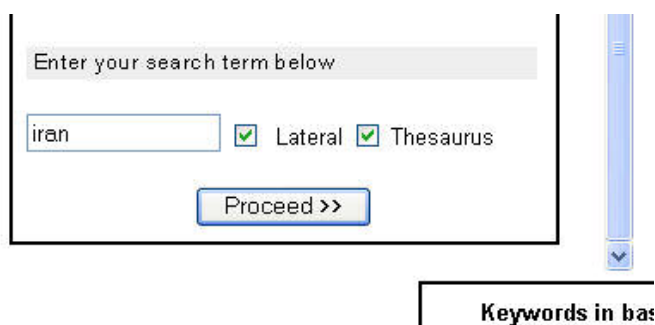 Enter your search term below
iran Lateral Thesaurus
Proceed >>
Keywords in bas